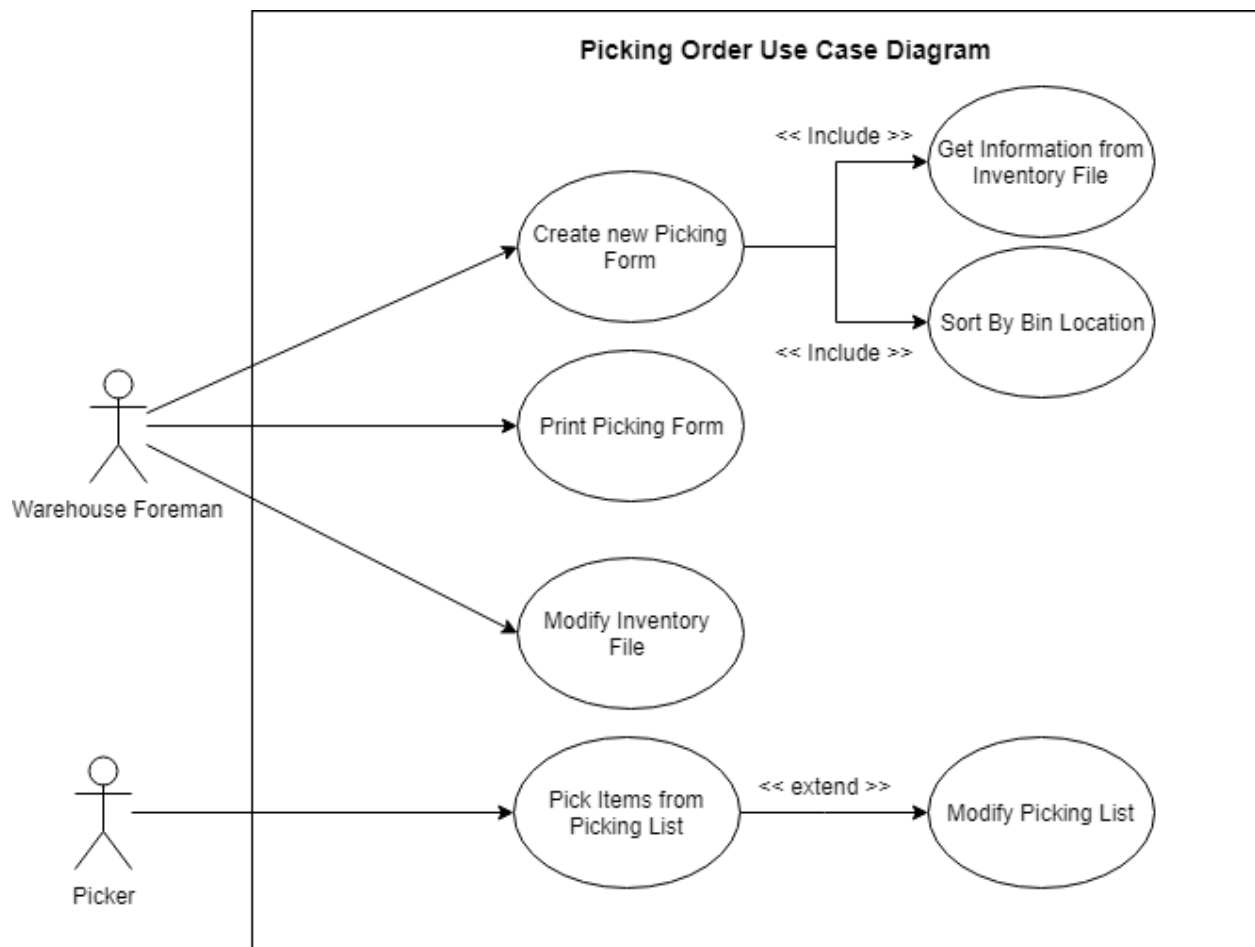 Picking Order Use Case Diagram
<< Include >>
Get Information from
Inventory File
Create new Picking
Form
Sort By Bin Location
<< Include >>
Print Picking Form
Warehouse Foreman
Modify Inventory
File
<< extend >>
Pick Items from
Picking List
Modify Picking List
Picker